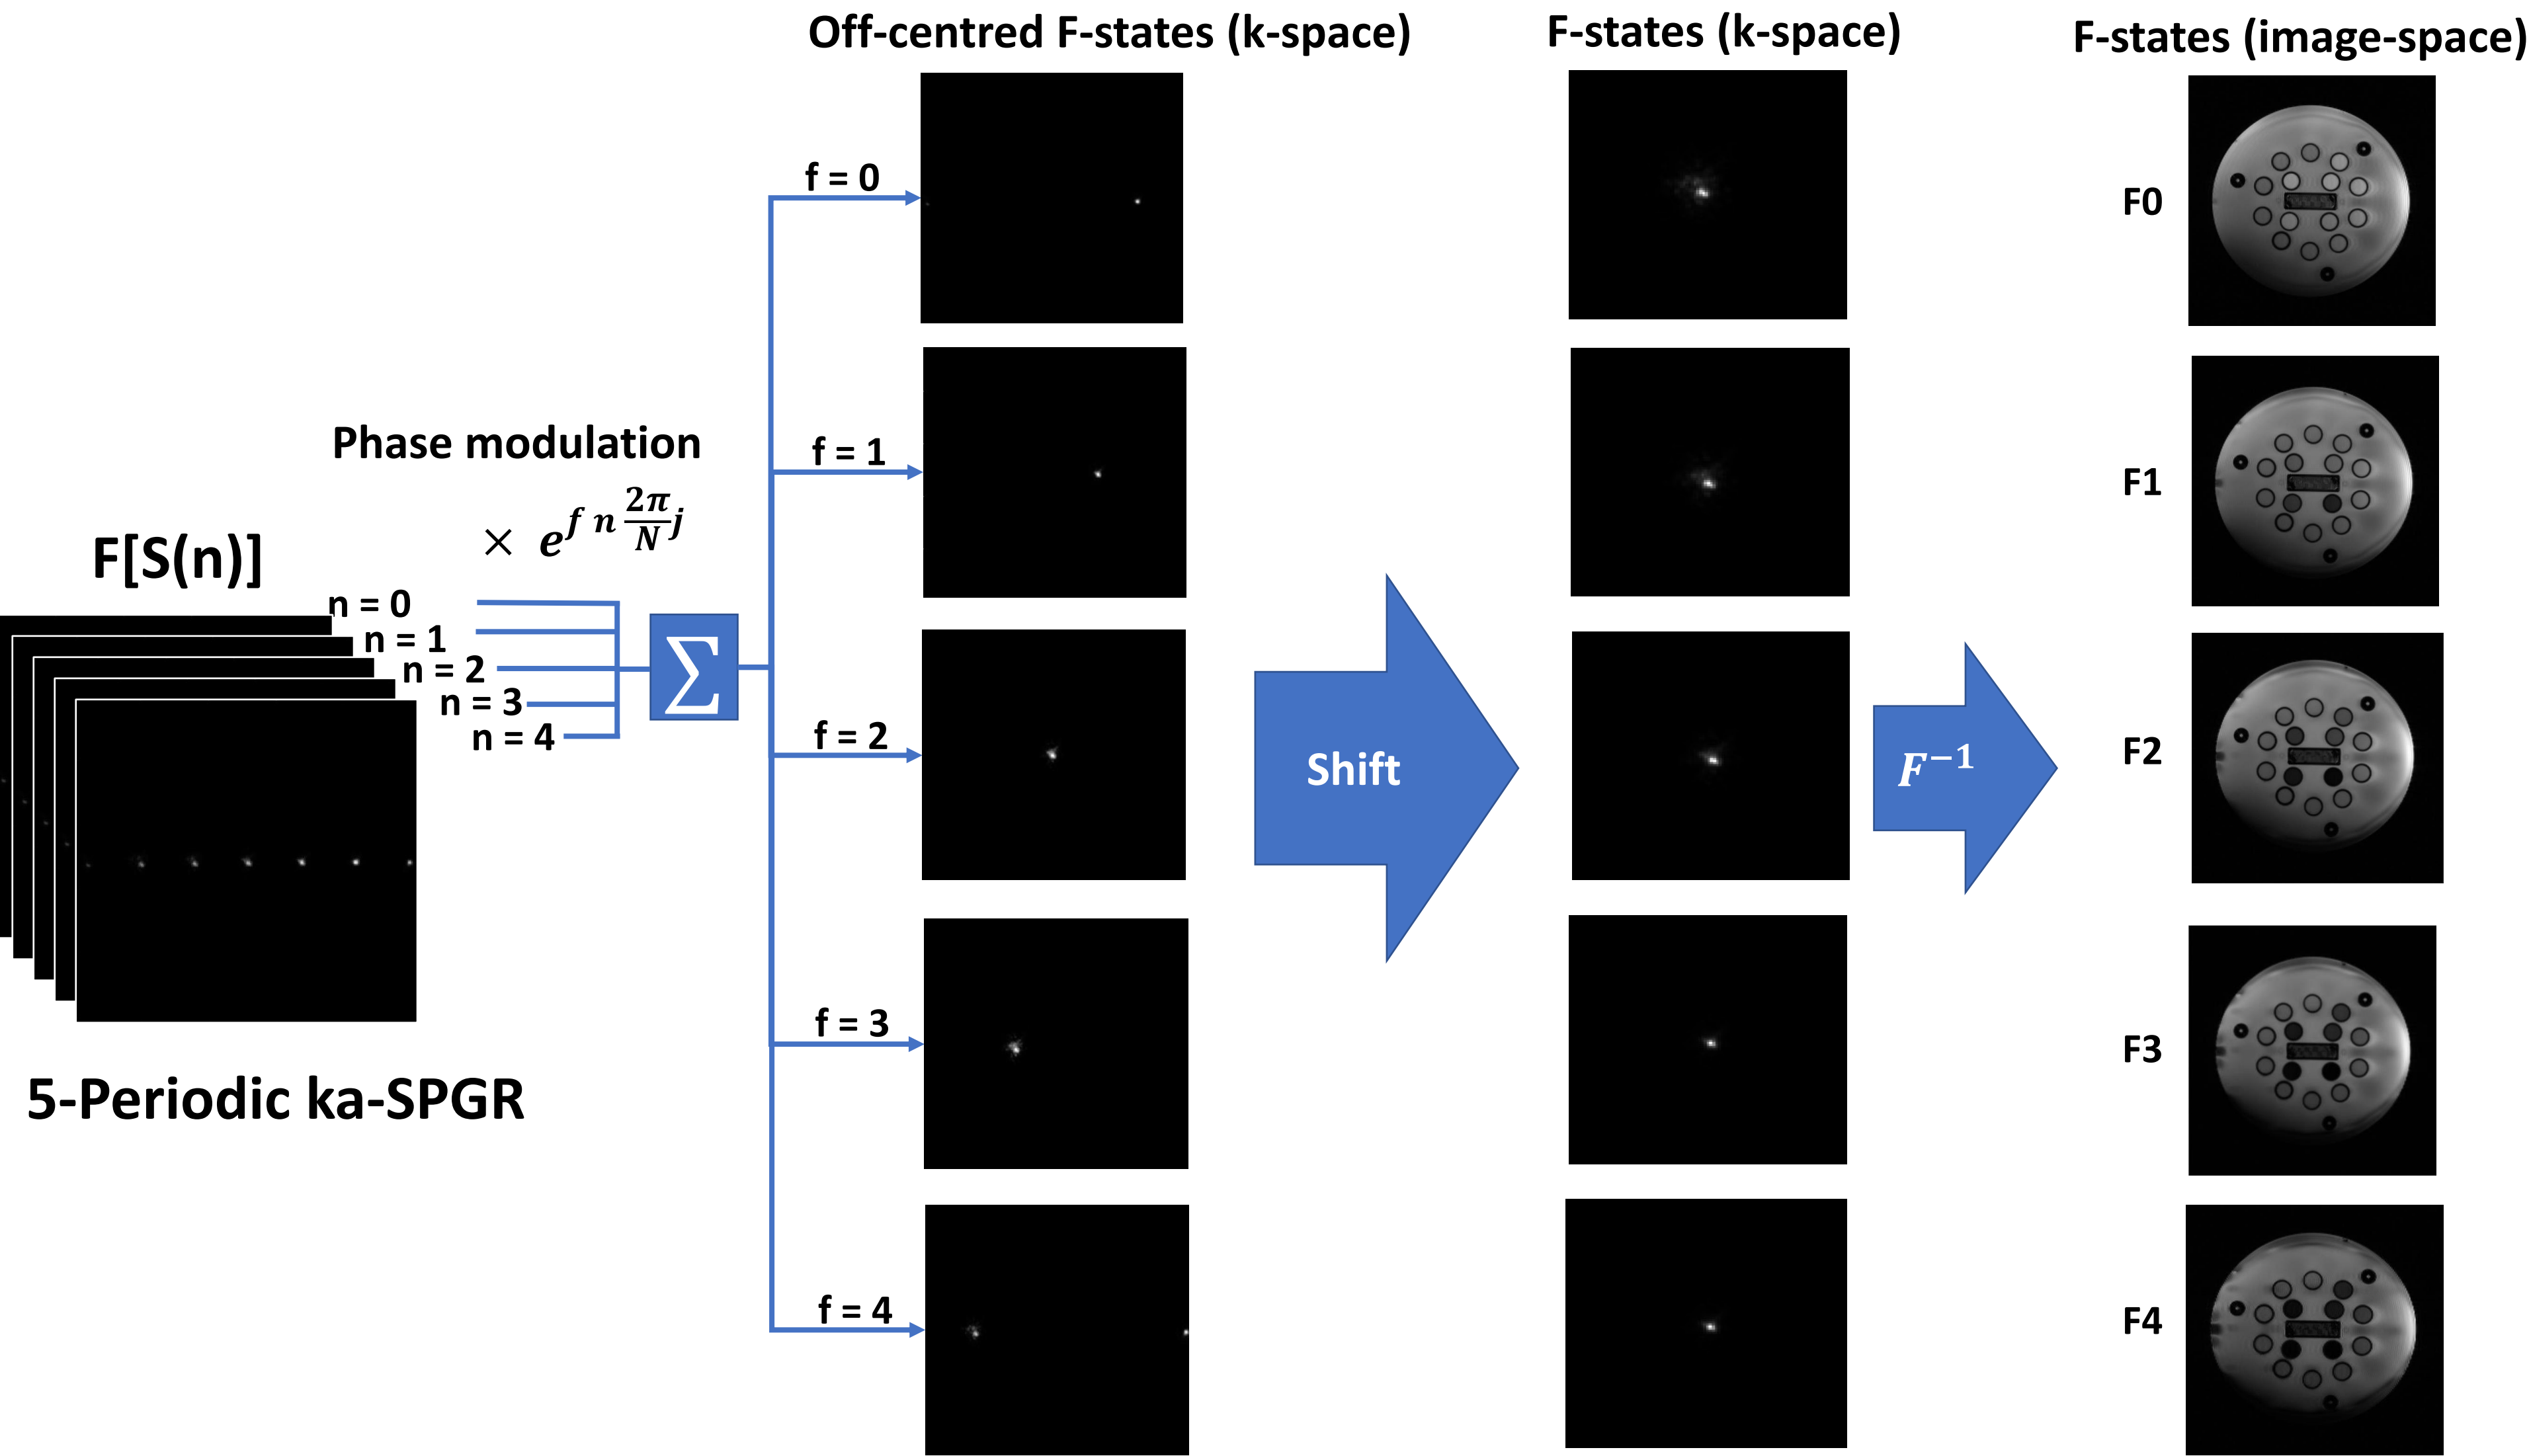 Off-centred F-states (k-space)
F-states (k-space)
F-states (image-space)
f = 0
f = 1
f = 2
f = 3
f = 4
Phase modulation
× e^{f n \frac{2π}{N} j}
F[S(n)]
n = 0
n = 1
n = 2
n = 3
n = 4
∑
5-Periodic ka-SPGR
Shift
F⁻¹
F0
F1
F2
F3
F4